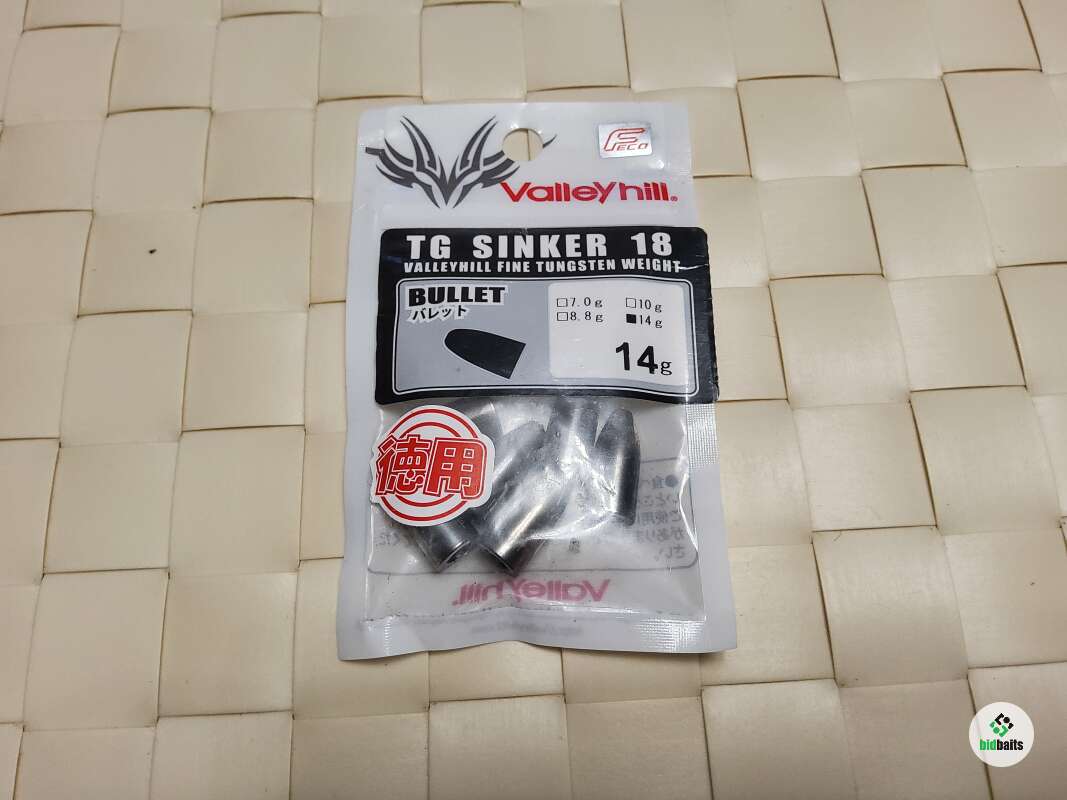 FECO
ValleyHill®
TG SINKER 18
VALLEYHILL FINE TUNGSTEN WEIGHT
BULLET
バレット
□7.0g □10g
□8.8g ■14g
14g
徳用
Valleyhill.
bidbaits